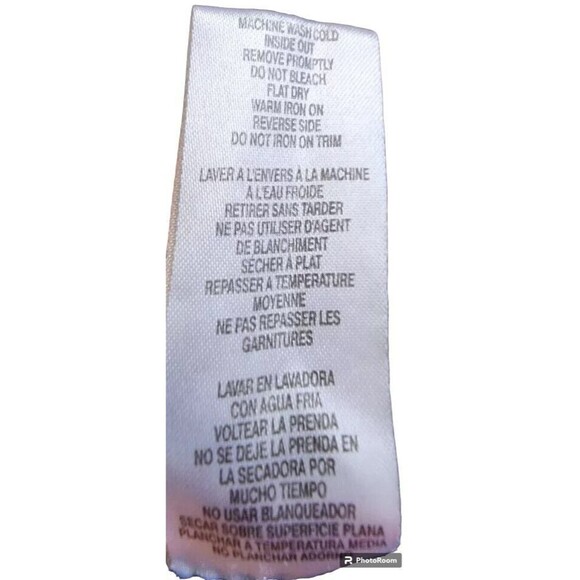 MACHINE WASH COLD
INSIDE OUT
REMOVE PROMPTLY
DO NOT BLEACH
FLAT DRY
WARM IRON ON
REVERSE SIDE
DO NOT IRON ON TRIM
LAVER A L'ENVERS À LA MACHINE
A L'EAU FROIDE
RETIRER SANS TARDER
NE PAS UTILISER D'AGENT
DE BLANCHIMENT
SÉCHER À PLAT
REPASSER A TEMPERATURE
MOYENNE
NE PAS REPASSER LES
GARNITURES
LAVAR EN LAVADORA
CON AGUA FRIA
VOLTEAR LA PRENDA
NO SE DEJE LA PRENDA EN
LA SECADORA POR
MUCHO TIEMPO
NO USAR BLANQUEADOR
SECAR SOBRE SUPERFICIE PLANA
PLANCHAR A TEMPERATURA MEDIA
NO PLANCHAR
PhotoRoom